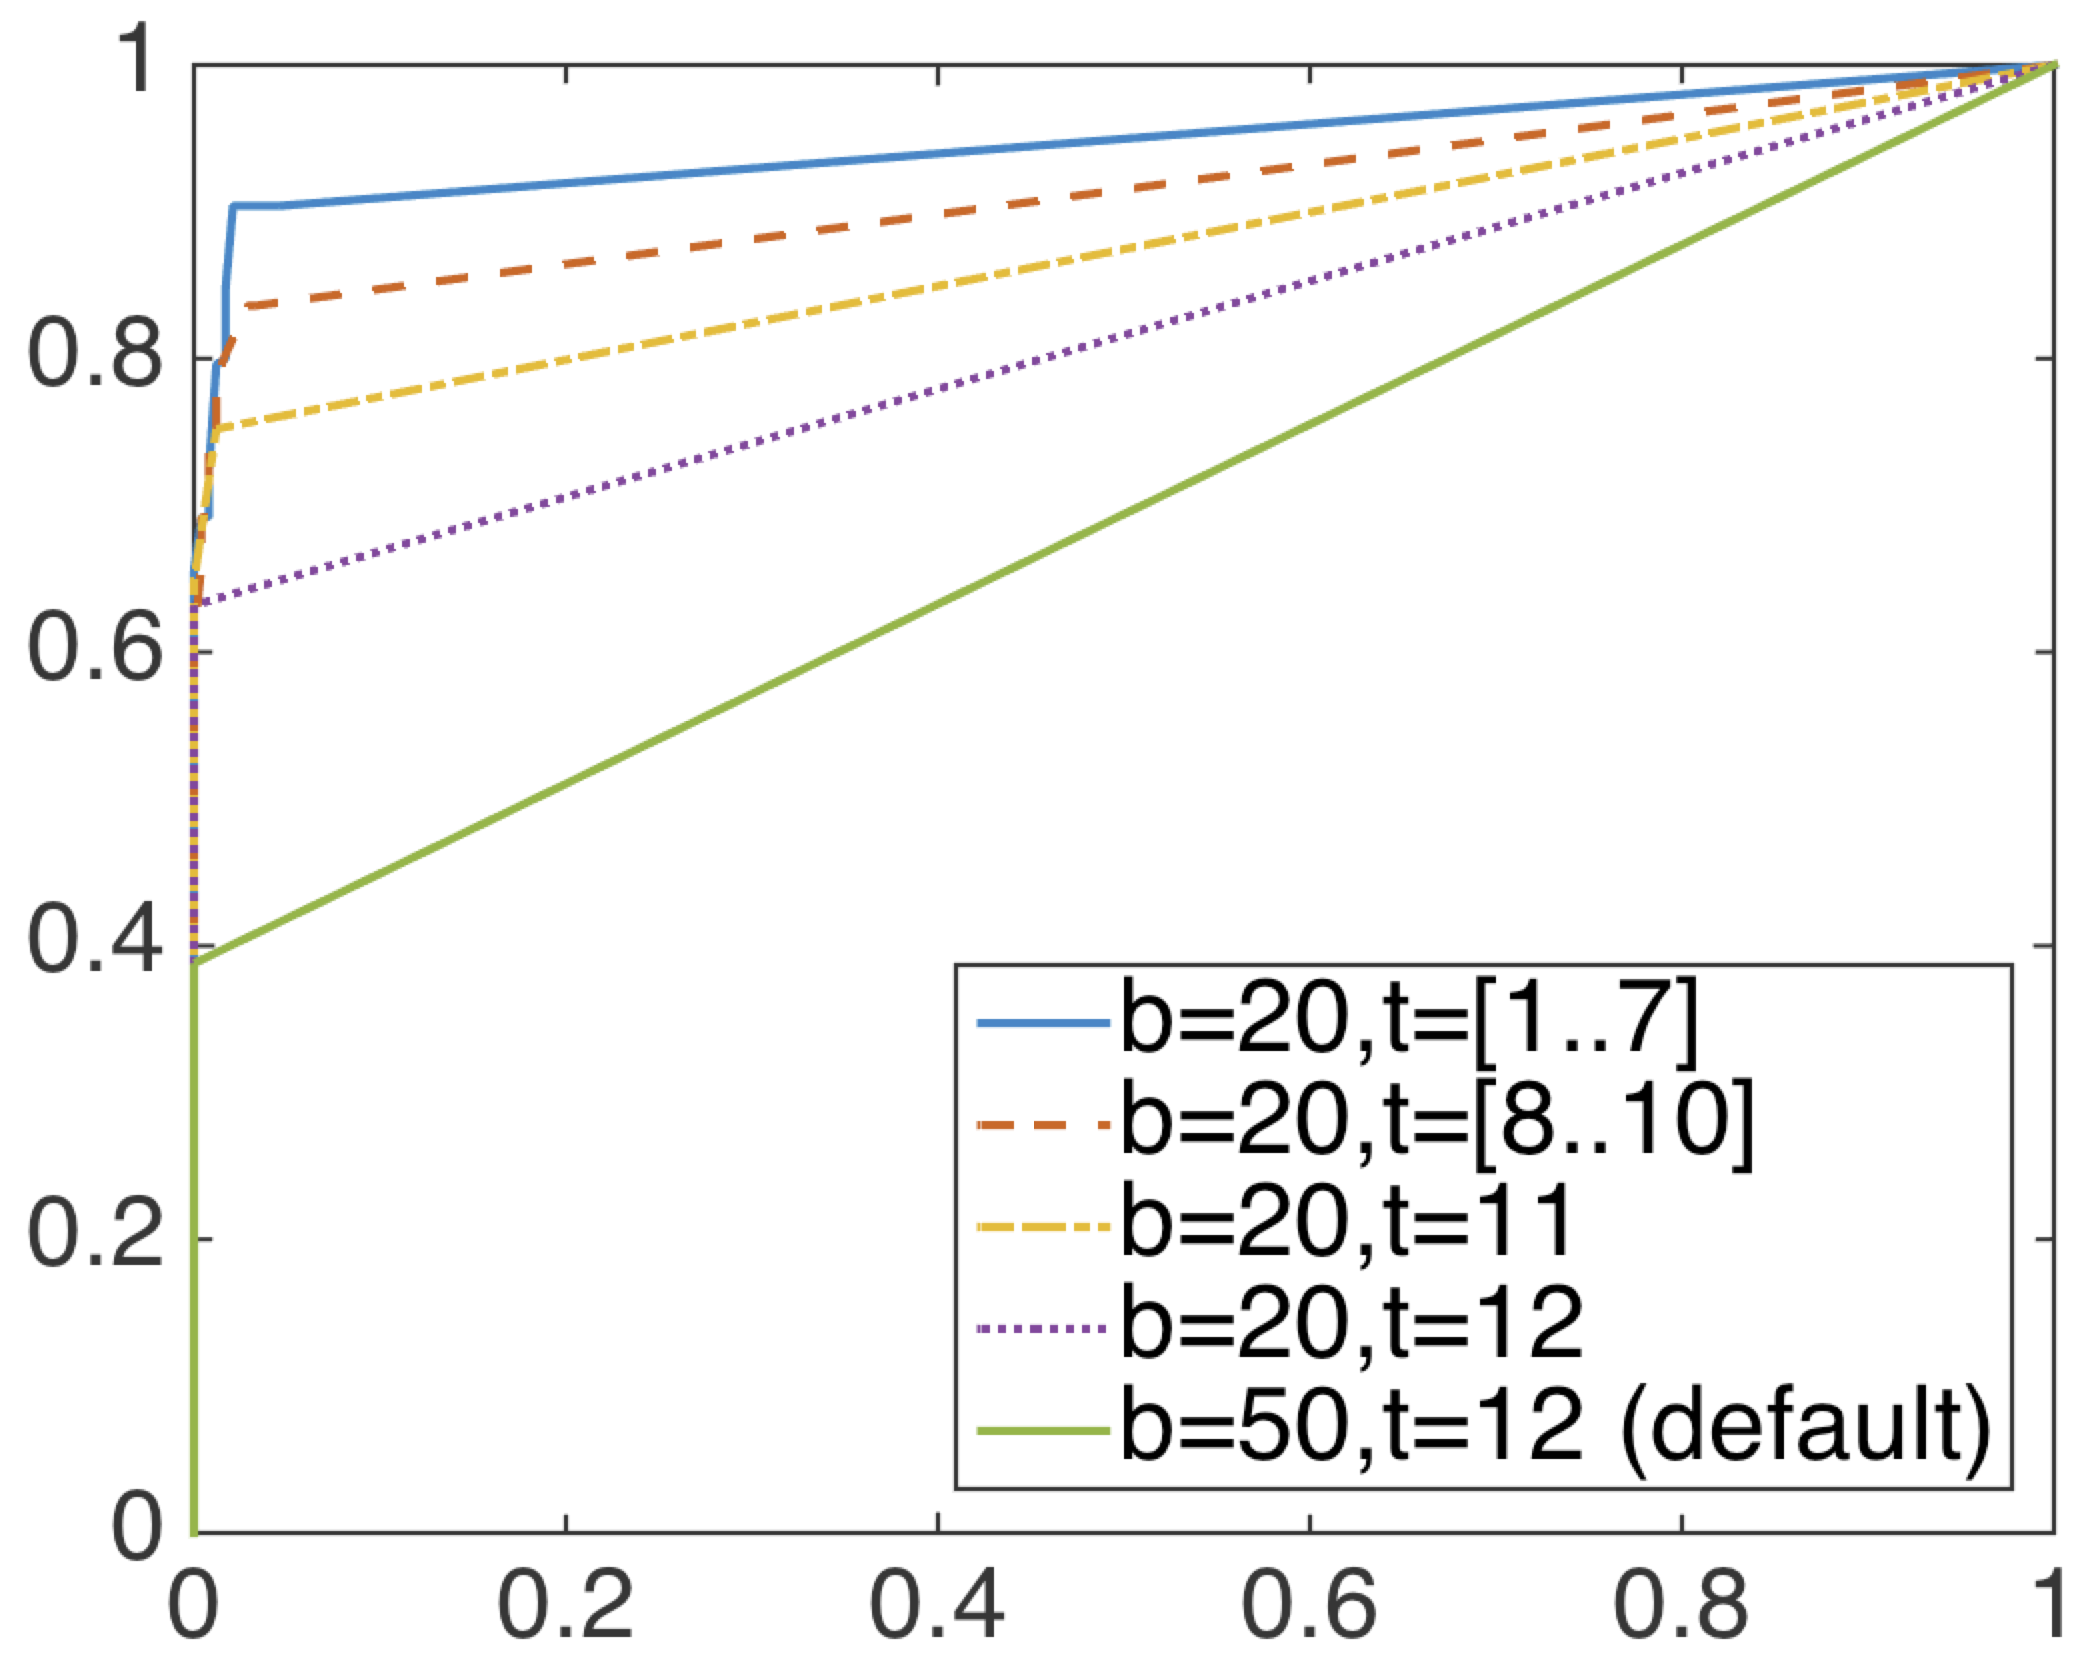 1
0.8
0.6
0.4
0.2
0
0 0.2 0.4 0.6 0.8 1
b=20,t=[1..7]
b=20,t=[8..10]
b=20,t=11
b=20,t=12
b=50,t=12 (default)